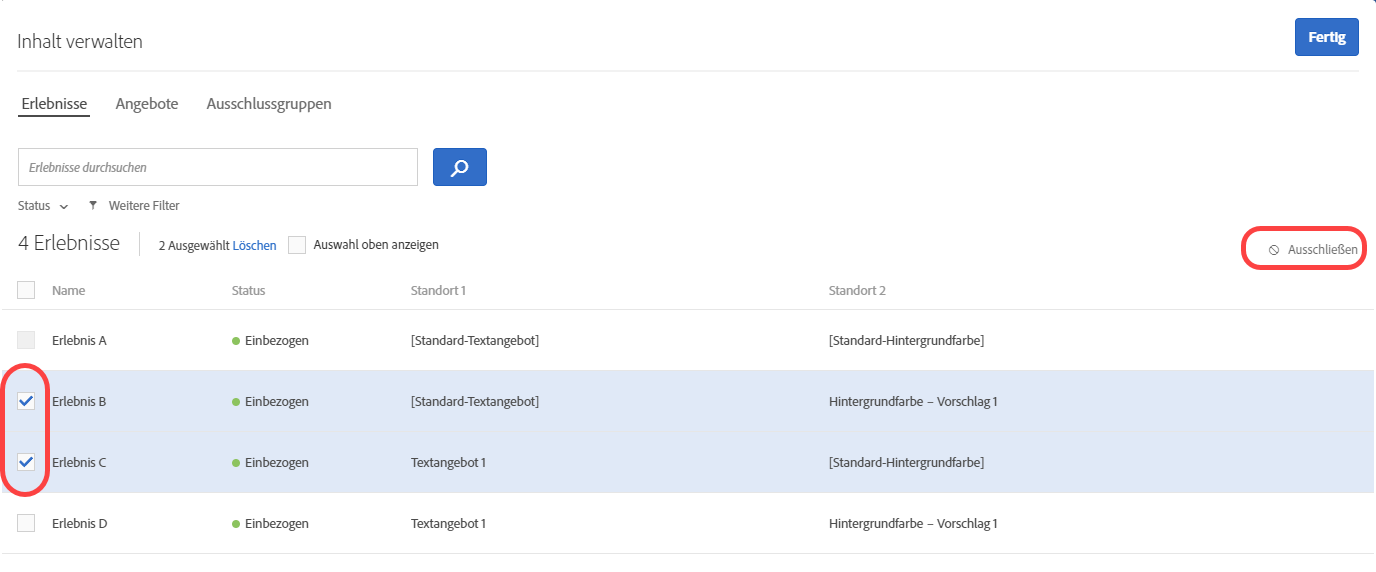 Inhalt verwalten
Fertig
Erlebnisse Angebote Ausschlussgruppen
Erlebnisse durchsuchen
Status Weitere Filter
4 Erlebnisse 2 Ausgewählt Löschen Auswahl oben anzeigen
Ausschließen
Name Status Standort 1 Standort 2
Erlebnis A Einbezogen [Standard-Textangebot] [Standard-Hintergrundfarbe]
Erlebnis B Einbezogen [Standard-Textangebot] Hintergrundfarbe – Vorschlag 1
Erlebnis C Einbezogen Textangebot 1 [Standard-Hintergrundfarbe]
Erlebnis D Einbezogen Textangebot 1 Hintergrundfarbe – Vorschlag 1